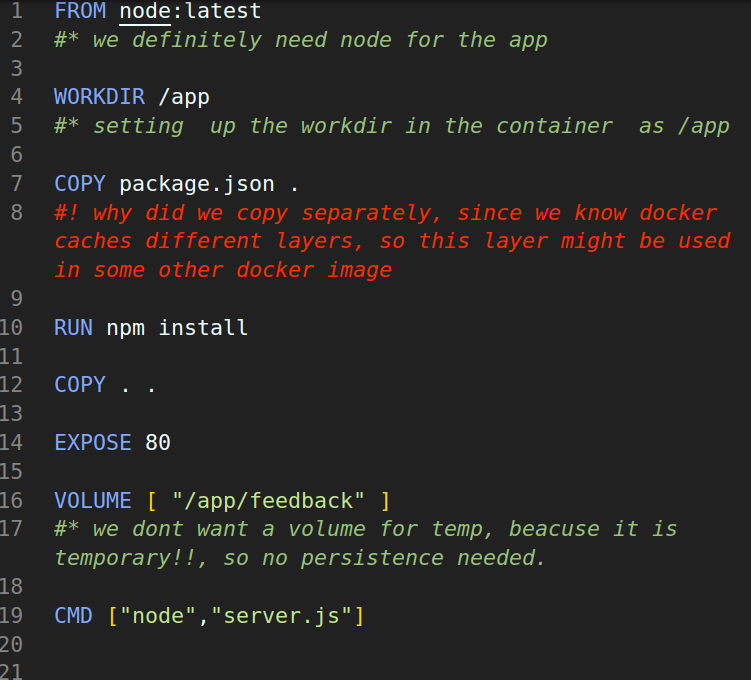 1 FROM node:latest
2 #* we definitely need node for the app
3
4 WORKDIR /app
5 #* setting  up the workdir in the container  as /app
6
7 COPY package.json .
8 #! why did we copy separately, since we know docker
caches different layers, so this layer might be used
in some other docker image
9
10 RUN npm install
11
12 COPY . .
13
14 EXPOSE 80
15
16 VOLUME [ "/app/feedback" ]
17 #* we dont want a volume for temp, beacuse it is
temporary!!, so no persistence needed.
18
19 CMD ["node","server.js"]
20
21